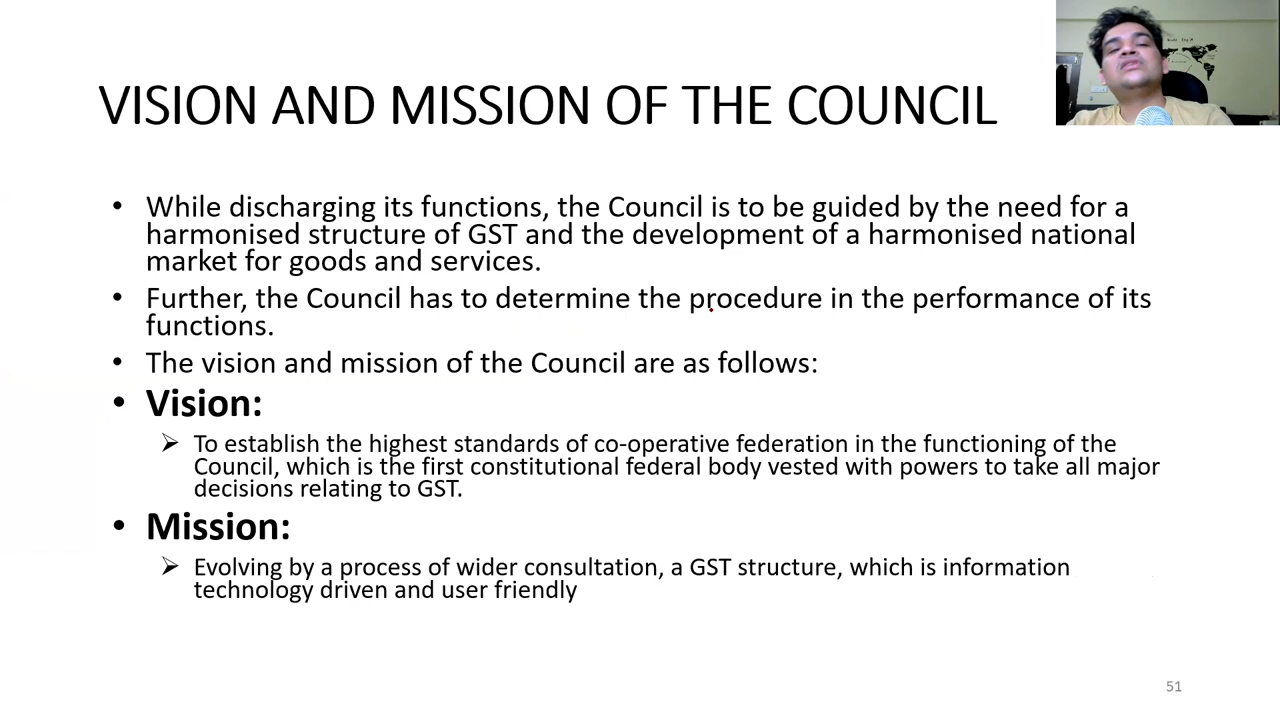 VISION AND MISSION OF THE COUNCIL
• While discharging its functions, the Council is to be guided by the need for a
harmonised structure of GST and the development of a harmonised national
market for goods and services.
• Further, the Council has to determine the procedure in the performance of its
functions.
• The vision and mission of the Council are as follows:
• Vision:
➢ To establish the highest standards of co-operative federation in the functioning of the
Council, which is the first constitutional federal body vested with powers to take all major
decisions relating to GST.
• Mission:
➢ Evolving by a process of wider consultation, a GST structure, which is information
technology driven and user friendly
51